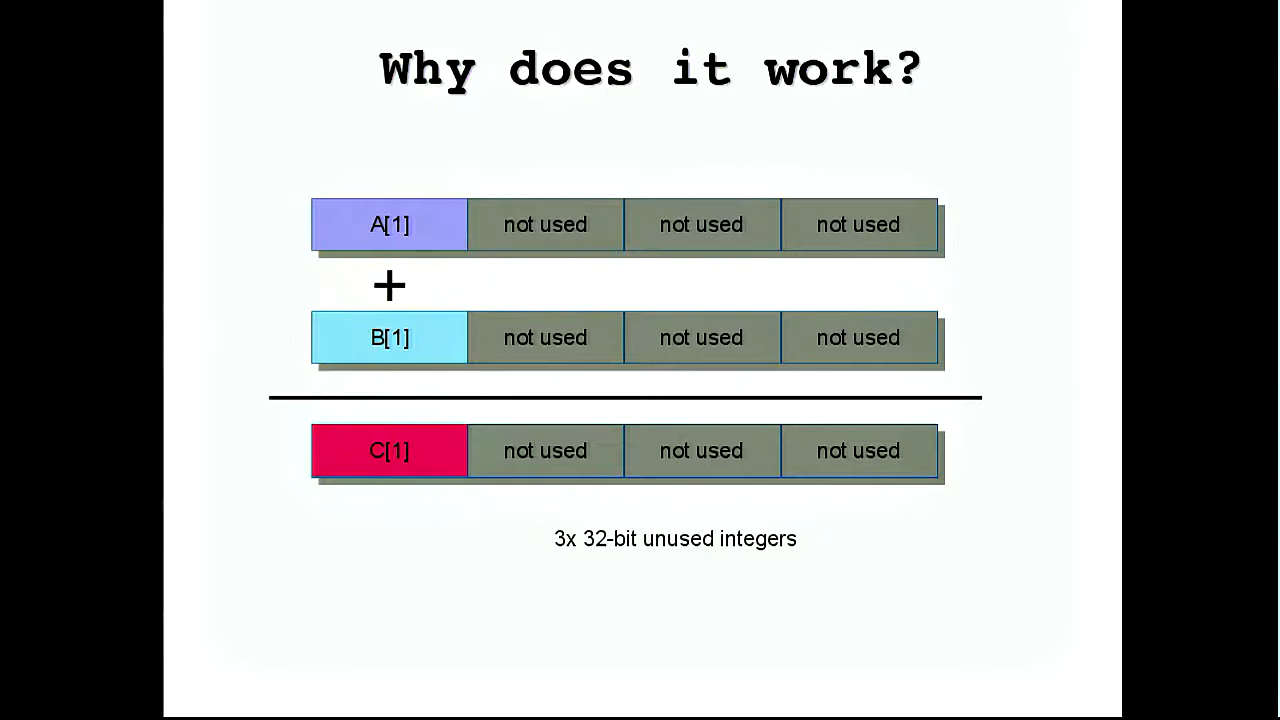 Why does it work?
A[1] not used not used not used
+
B[1] not used not used not used
C[1] not used not used not used
3x 32-bit unused integers